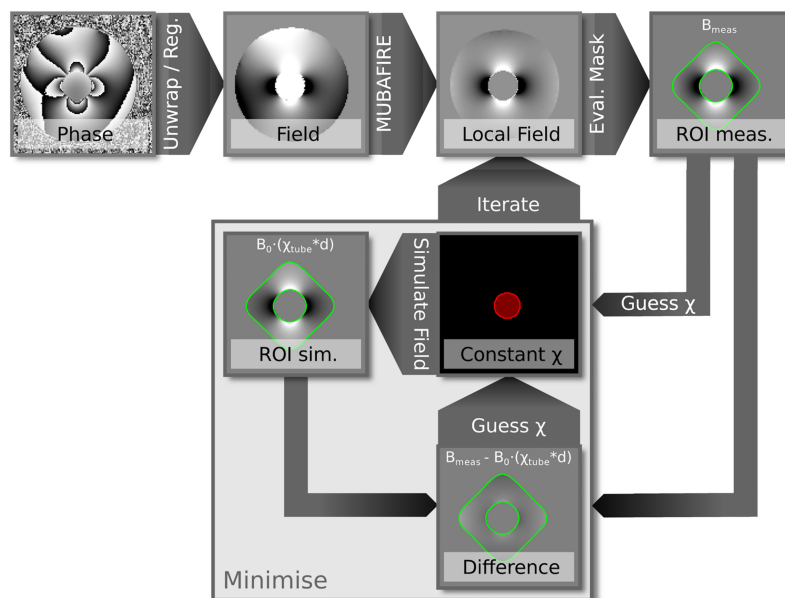 Phase
Unwrap / Reg.
Field
MUBAFIRE
Local Field
Eval. Mask
Bmeas
ROI meas.
Iterate
B0·(χtube*d)
ROI sim.
Simulate Field
Constant χ
Guess χ
Guess χ
Bmeas - B0·(χtube*d)
Difference
Minimise